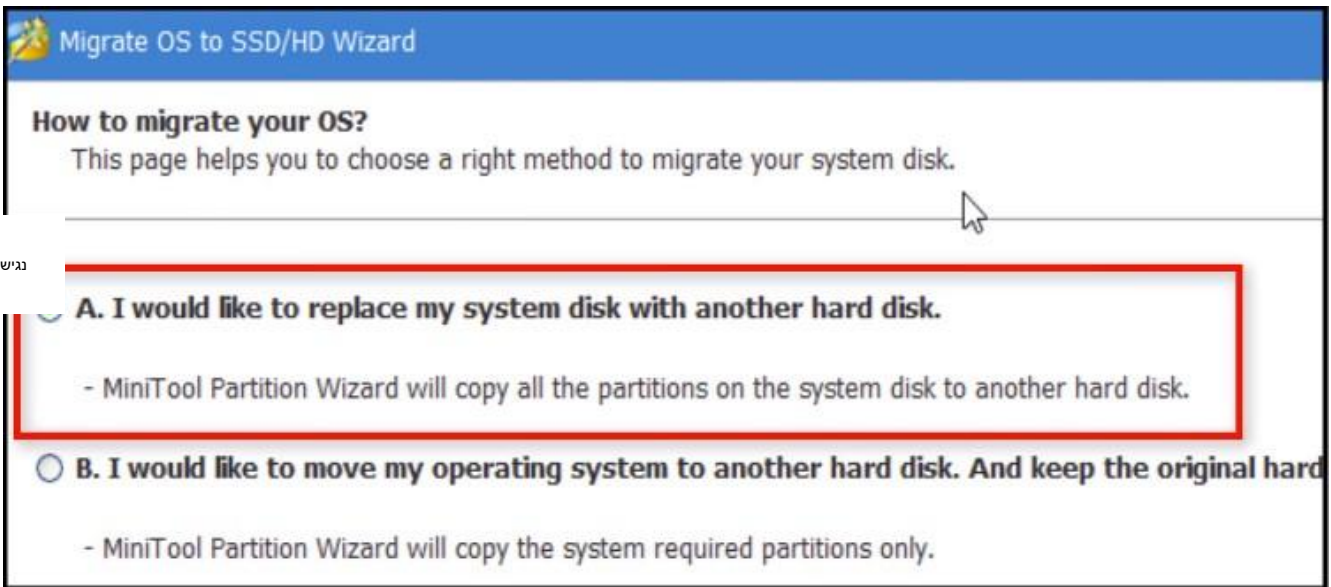 Migrate OS to SSD/HD Wizard
How to migrate your OS?
This page helps you to choose a right method to migrate your system disk.
נגיש
A. I would like to replace my system disk with another hard disk.
- MiniTool Partition Wizard will copy all the partitions on the system disk to another hard disk.
B. I would like to move my operating system to another hard disk. And keep the original hard
- MiniTool Partition Wizard will copy the system required partitions only.